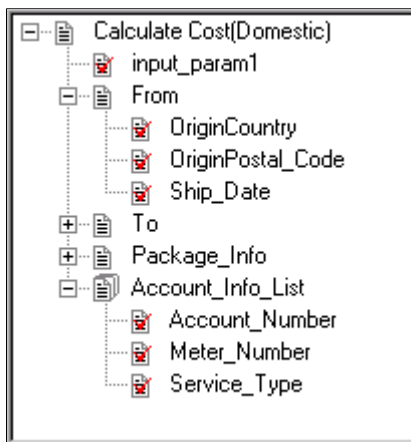 Calculate Cost(Domestic)
input_param1
From
OriginCountry
OriginPostal_Code
Ship_Date
To
Package_Info
Account_Info_List
Account_Number
Meter_Number
Service_Type